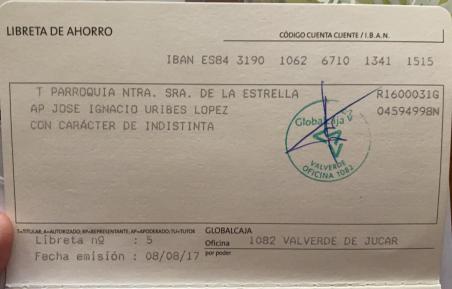 LIBRETA DE AHORRO
CÓDIGO CUENTA CLIENTE / I.B.A.N.
IBAN ES84 3190 1062 6710 1341 1515
T PARROQUIA NTRA. SRA. DE LA ESTRELLA R1600031G
AP JOSE IGNACIO URIBES LOPEZ 04594998N
CON CARÁCTER DE INDISTINTA
Globalcaja
VALVERDE
OFICINA 1082
T=TITULAR, A=AUTORIZADO, RP=REPRESENTANTE, AP=APODERADO, TU=TUTOR
GLOBALCAJA
Libreta nº : 5
Oficina 1082 VALVERDE DE JUCAR
Fecha emisión : 08/08/17
por poder